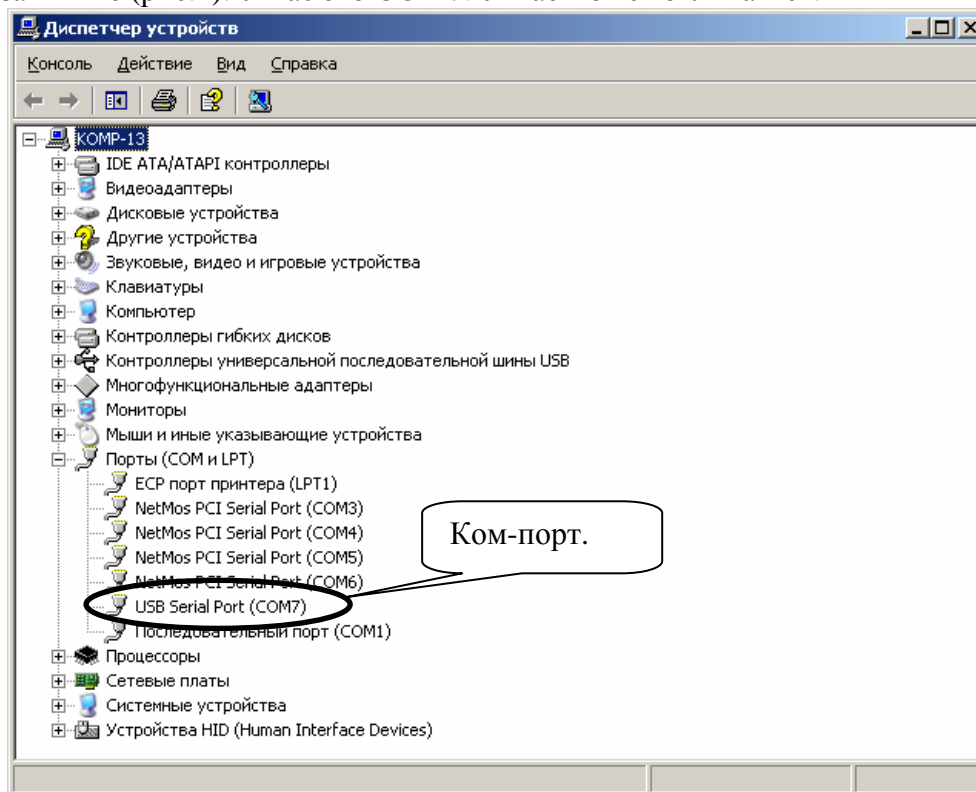 Диспетчер устройств
Консоль Действие Вид Справка
KOMP-13
IDE ATA/ATAPI контроллеры
Видеоадаптеры
Дисковые устройства
Другие устройства
Звуковые, видео и игровые устройства
Клавиатуры
Компьютер
Контроллеры гибких дисков
Контроллеры универсальной последовательной шины USB
Многофункциональные адаптеры
Мониторы
Мыши и иные указывающие устройства
Порты (COM и LPT)
ECP порт принтера (LPT1)
NetMos PCI Serial Port (COM3)
NetMos PCI Serial Port (COM4)
Ком-порт.
NetMos PCI Serial Port (COM5)
NetMos PCI Serial Port (COM6)
USB Serial Port (COM7)
Последовательный порт (COM1)
Процессоры
Сетевые платы
Системные устройства
Устройства HID (Human Interface Devices)